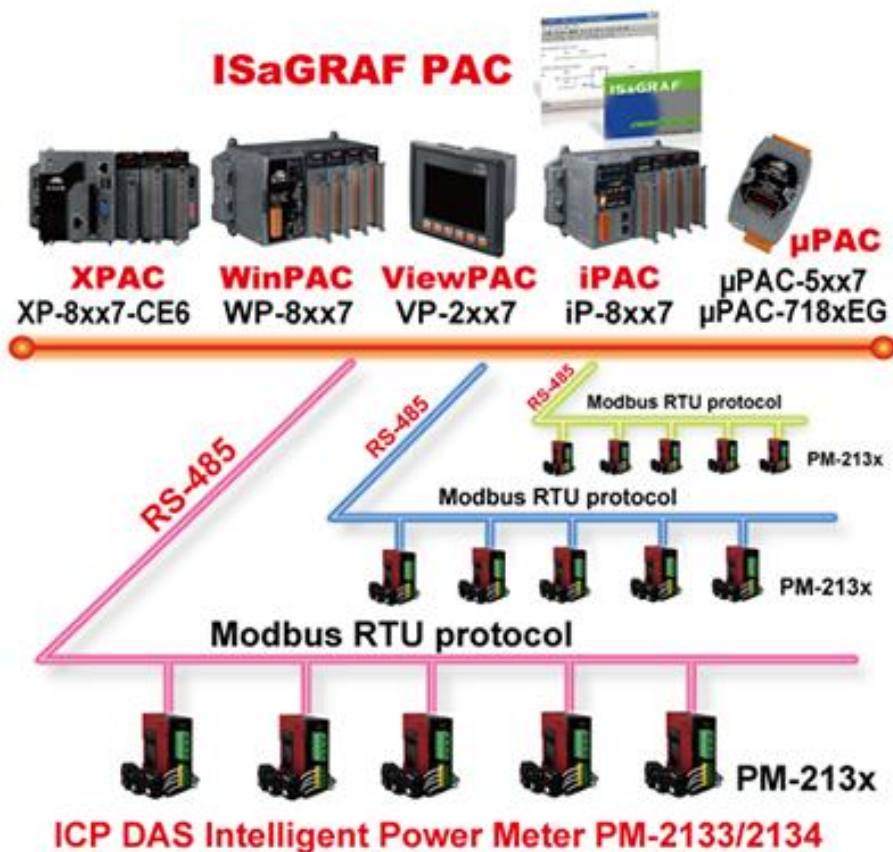 ISaGRAF PAC
ISaGRAF
XPAC
XP-8xx7-CE6
WinPAC
WP-8xx7
ViewPAC
VP-2xx7
iPAC
iP-8xx7
µPAC
µPAC-5xx7
µPAC-718xEG
RS-485
Modbus RTU protocol
PM-213x
RS-485
Modbus RTU protocol
PM-213x
RS-485
Modbus RTU protocol
PM-213x
ICP DAS Intelligent Power Meter PM-2133/2134